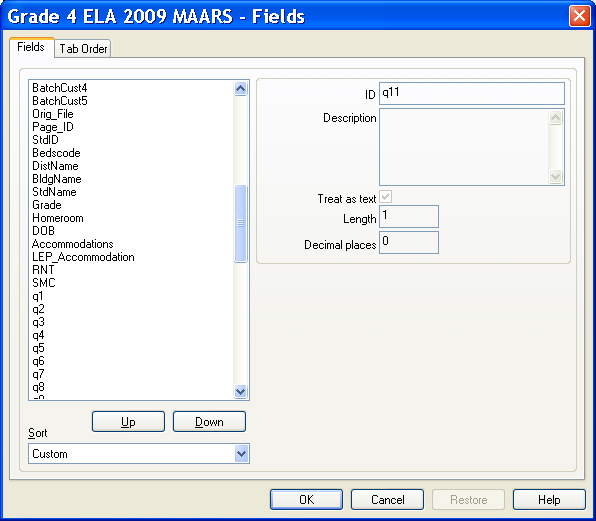 Grade 4 ELA 2009 MAARS - Fields
Fields
Tab Order
BatchCust4
BatchCust5
Orig_File
Page_ID
StdID
Bedscode
DistName
BldgName
StdName
Grade
Homeroom
DOB
Accommodations
LEP_Accommodation
RNT
SMC
q1
q2
q3
q4
q5
q6
q7
q8
Up
Down
Sort
Custom
ID
q11
Description
Treat as text
Length
1
Decimal places
0
OK
Cancel
Restore
Help